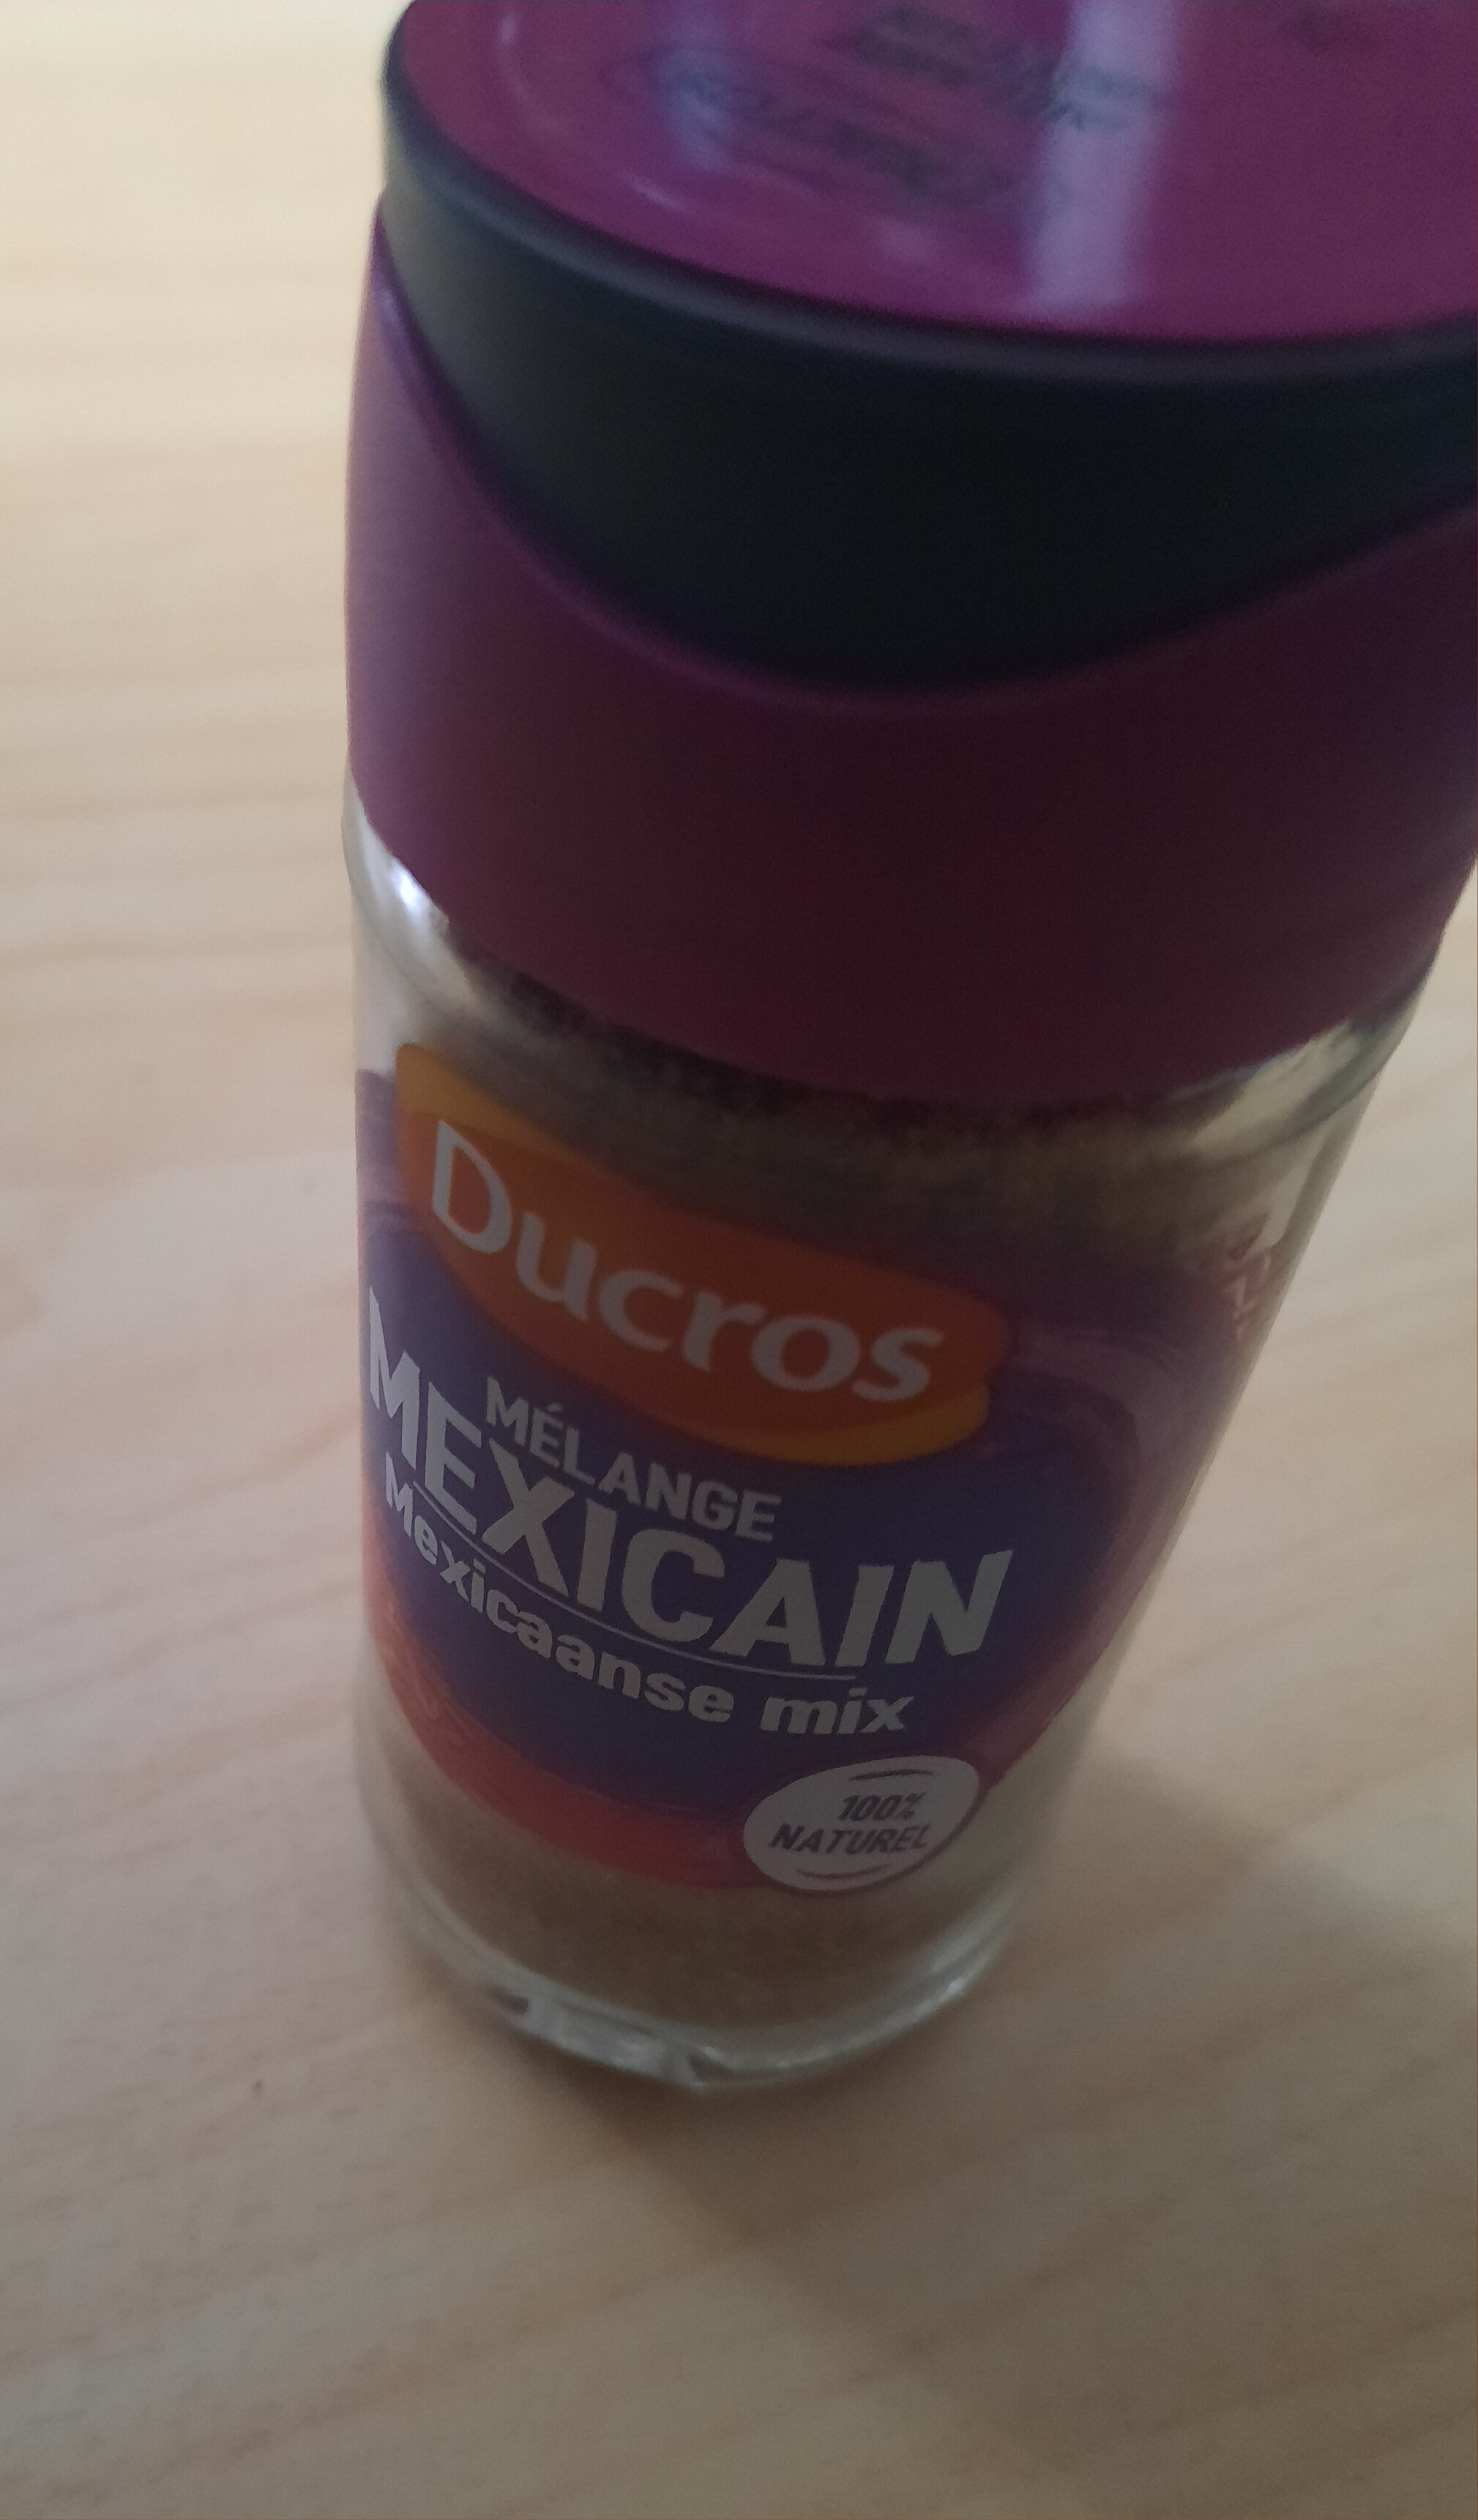 Ducros
MÉLANGE
MEXICAIN
Mexicaanse mix
100%
NATUREL